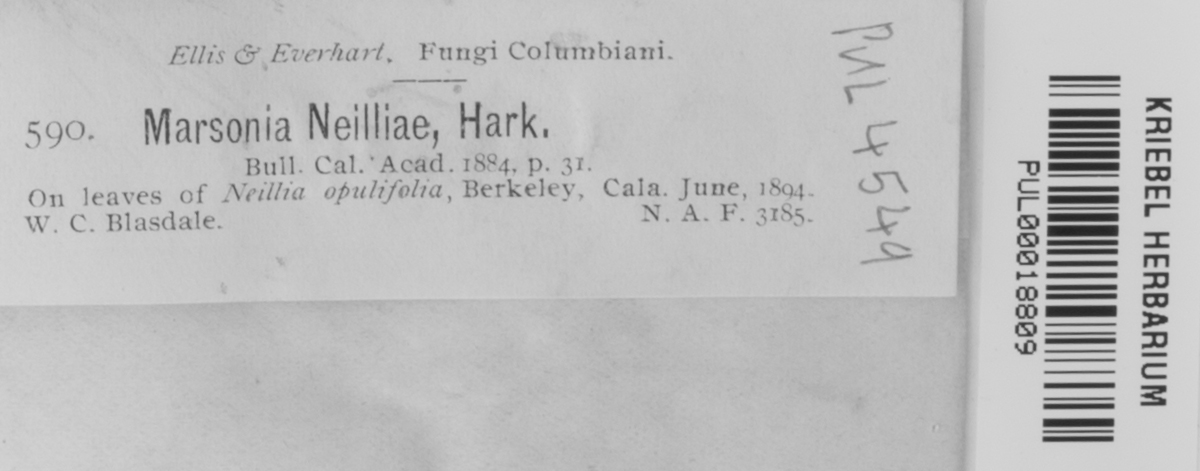 Ellis & Everhart, Fungi Columbiani.
590. Marsonia Neilliae, Hark.
Bull. Cal. Acad. 1884, p. 31.
On leaves of Neillia opulifolia, Berkeley, Cala. June, 1894.
W. C. Blasdale. N. A. F. 3185.
PUL 4549
KRIEBEL HERBARIUM
PUL00018809